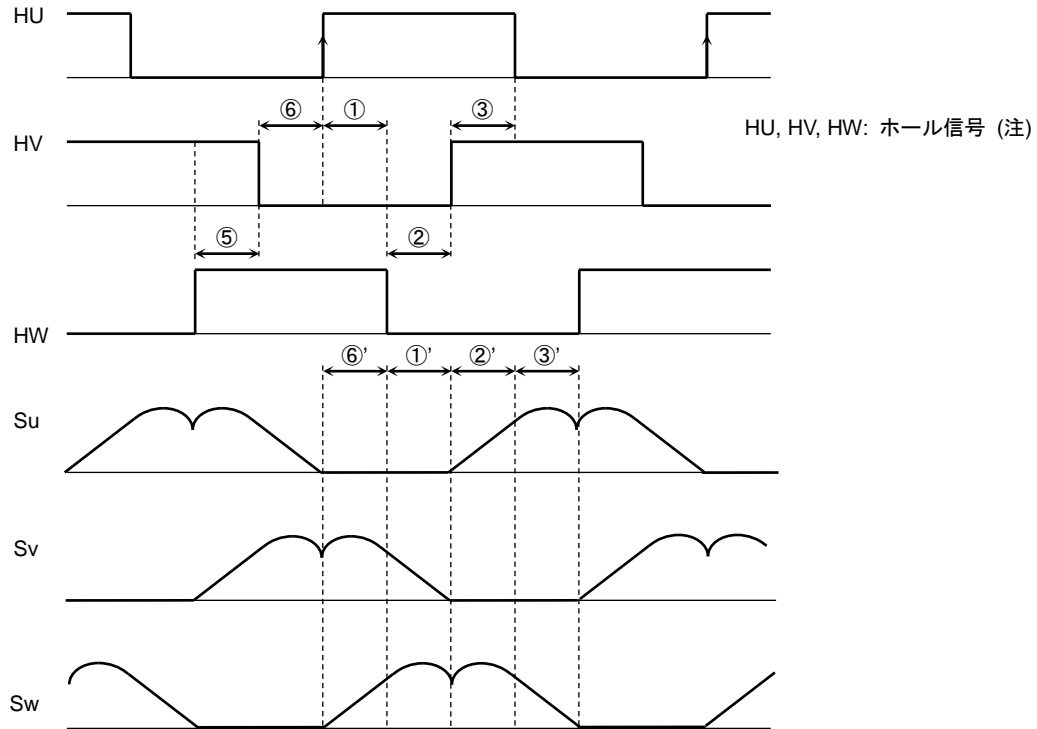 HU
⑥ ① ③
HV
HU, HV, HW: ホール信号 (注)
⑤ ②
HW
⑥’ ①’ ②’ ③’
Su
Sv
Sw